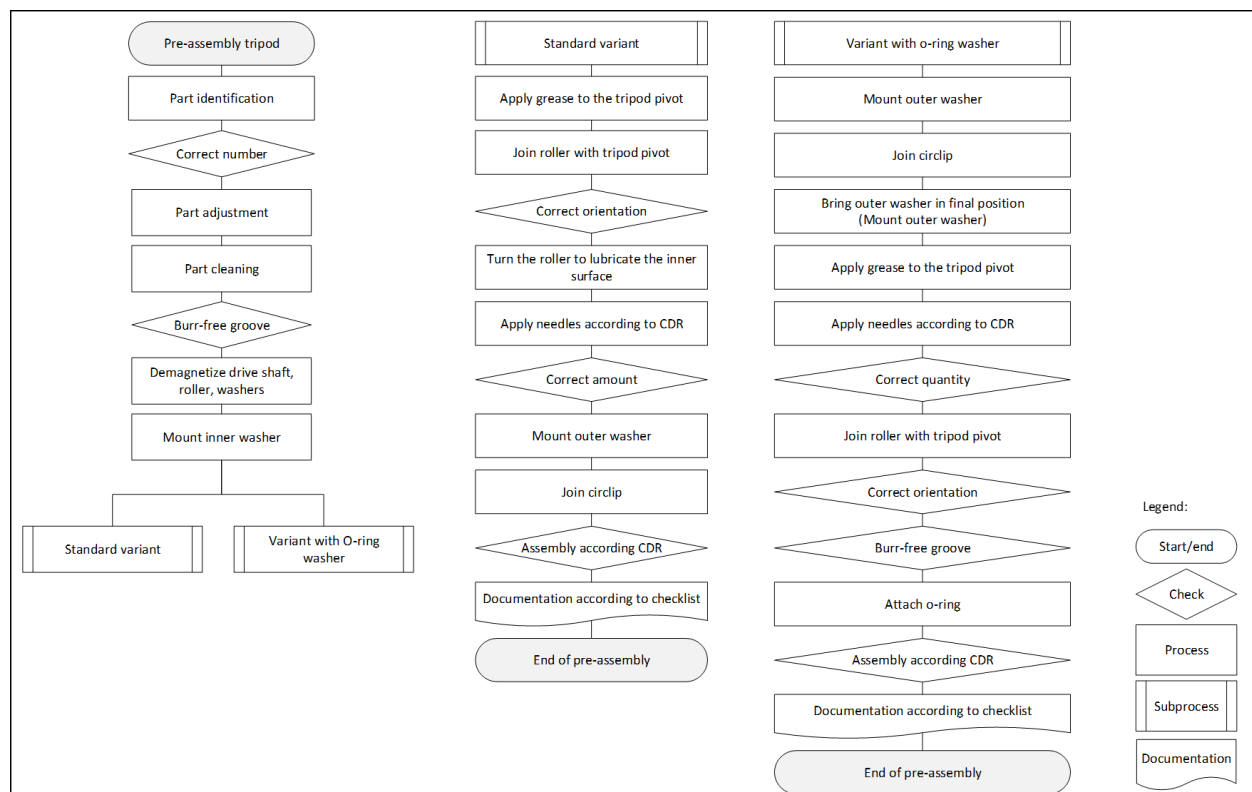 Pre-assembly tripod
Part identification
Correct number
Part adjustment
Part cleaning
Burr-free groove
Demagnetize drive shaft,
roller, washers
Mount inner washer
Standard variant
Variant with O-ring
washer
Standard variant
Apply grease to the tripod pivot
Join roller with tripod pivot
Correct orientation
Turn the roller to lubricate the inner
surface
Apply needles according to CDR
Correct amount
Mount outer washer
Join circlip
Assembly according CDR
Documentation according to checklist
End of pre-assembly
Variant with o-ring washer
Mount outer washer
Join circlip
Bring outer washer in final position
(Mount outer washer)
Apply grease to the tripod pivot
Apply needles according to CDR
Correct quantity
Join roller with tripod pivot
Correct orientation
Burr-free groove
Attach o-ring
Assembly according CDR
Documentation according to checklist
End of pre-assembly
Legend:
Start/end
Check
Process
Subprocess
Documentation